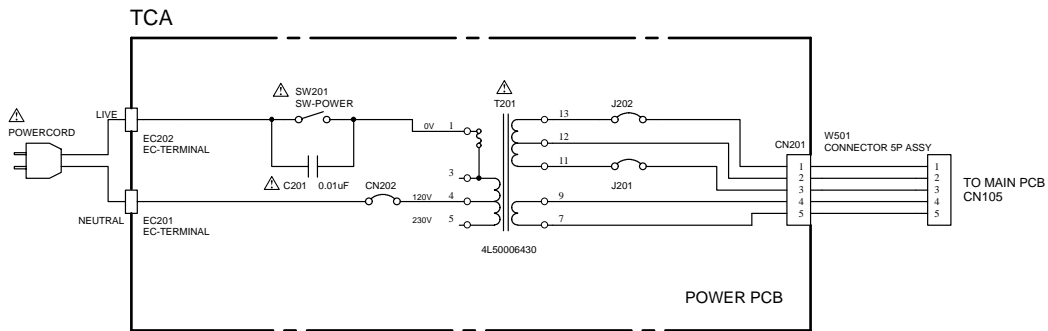 TCA
POWERCORD
LIVE
NEUTRAL
EC202
EC-TERMINAL
EC201
EC-TERMINAL
SW201
SW-POWER
C201 0.01uF
CN202
0V 1
3
120V 4
230V 5
T201
4L50006430
13
12
11
9
7
J202
J201
CN201
1
2
3
4
5
W501
CONNECTOR 5P ASSY
1
2
3
4
5
TO MAIN PCB
CN105
POWER PCB